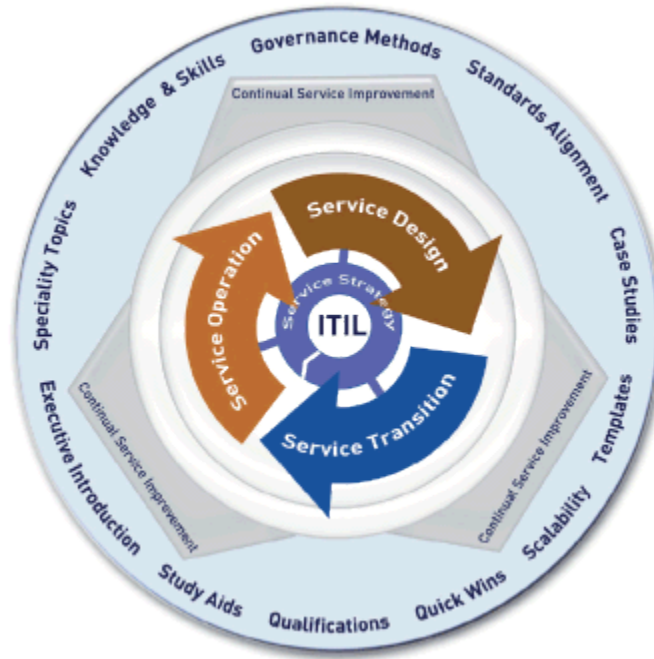 Governance Methods
Standards Alignment
Case Studies
Templates
Scalability
Quick Wins
Qualifications
Study Aids
Executive Introduction
Speciality Topics
Knowledge & Skills
Continual Service Improvement
Continual Service Improvement
Continual Service Improvement
Service Design
Service Transition
Service Operation
Service Strategy
ITIL